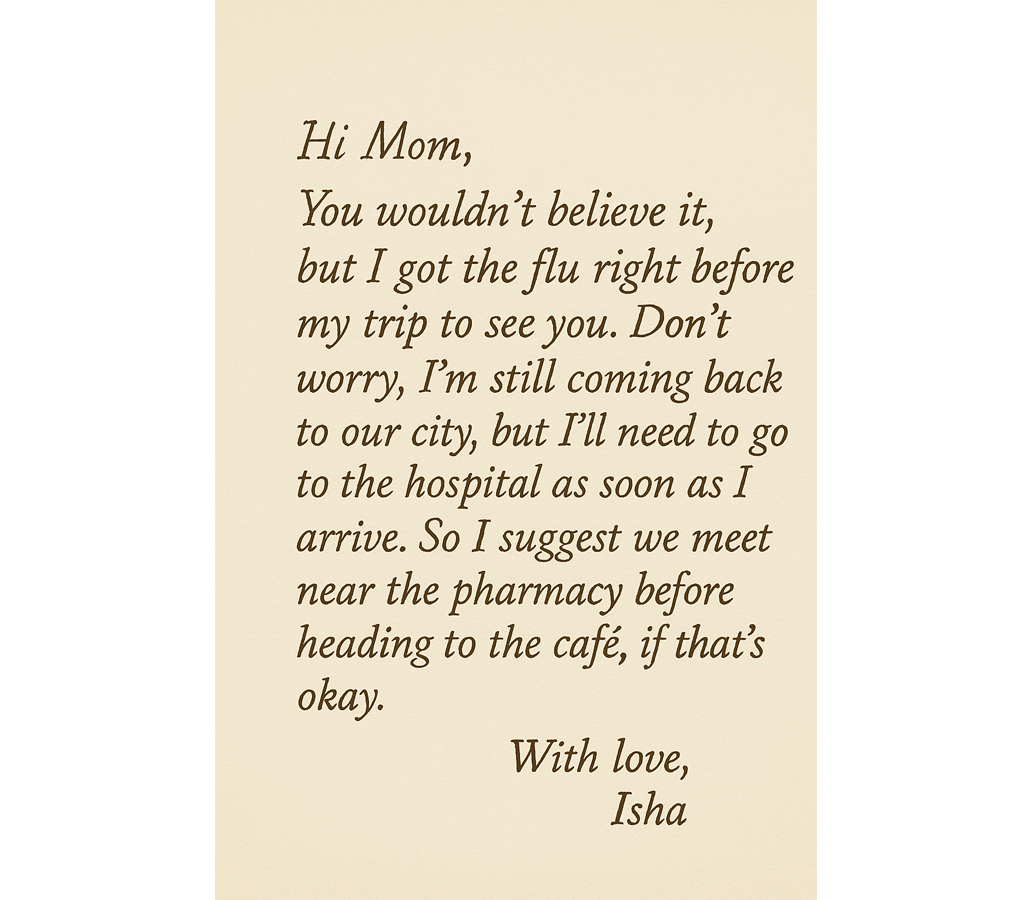 Hi Mom,
You wouldn’t believe it,
but I got the flu right before
my trip to see you. Don’t
worry, I’m still coming back
to our city, but I’ll need to go
to the hospital as soon as I
arrive. So I suggest we meet
near the pharmacy before
heading to the café, if that’s
okay.
With love,
Isha